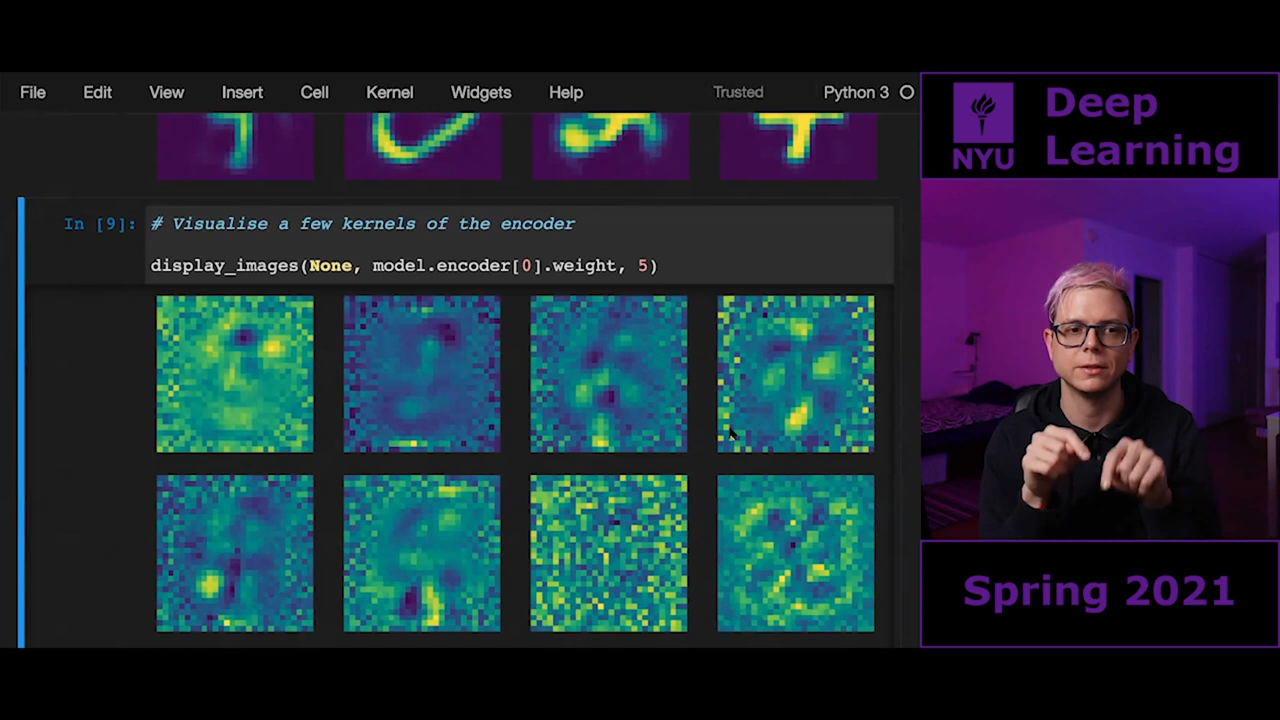 File Edit View Insert Cell Kernel Widgets Help Trusted Python 3
In [9]: # Visualise a few kernels of the encoder
display_images(None, model.encoder[0].weight, 5)
NYU
Deep
Learning
Spring 2021